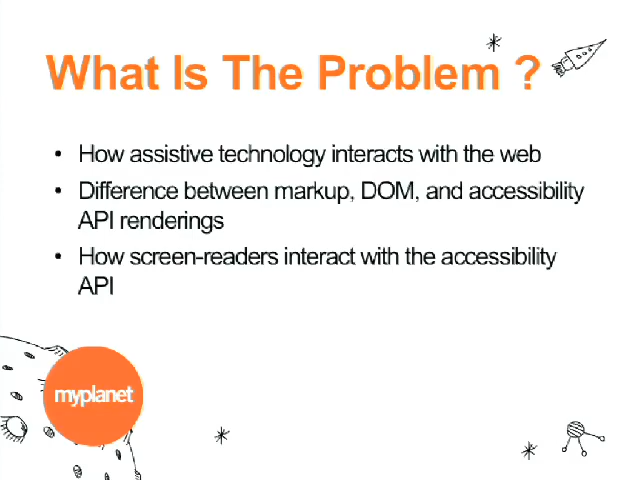 What Is The Problem ?
• How assistive technology interacts with the web
• Difference between markup, DOM, and accessibility
API renderings
• How screen-readers interact with the accessibility
API
myplanet